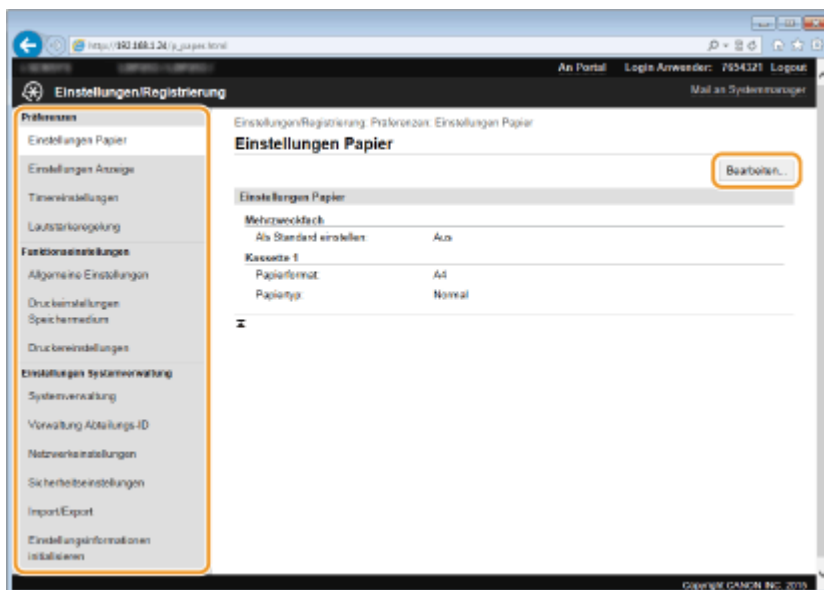 http://192.168.1.24/p_paper.html
An Portal Login Anwender: 7654321 Logout
Einstellungen/Registrierung
Mail an Systemmanager
Präferenzen
Einstellungen Papier
Einstellungen Anzeige
Timereinstellungen
Lautstärkeregelung
Funktionseinstellungen
Allgemeine Einstellungen
Druckeinstellungen
Speichermedium
Druckereinstellungen
Einstellungen Systemverwaltung
Systemverwaltung
Verwaltung Abteilungs-ID
Netzwerkeinstellungen
Sicherheitseinstellungen
Import/Export
Einstellungsinformationen
initialisieren
Einstellungen/Registrierung: Präferenzen: Einstellungen Papier
Einstellungen Papier
Bearbeiten...
Einstellungen Papier
Mehrzweckfach
Als Standard einstellen: Aus
Kassette 1
Papierformat: A4
Papiertyp: Normal
Copyright CANON INC. 2015